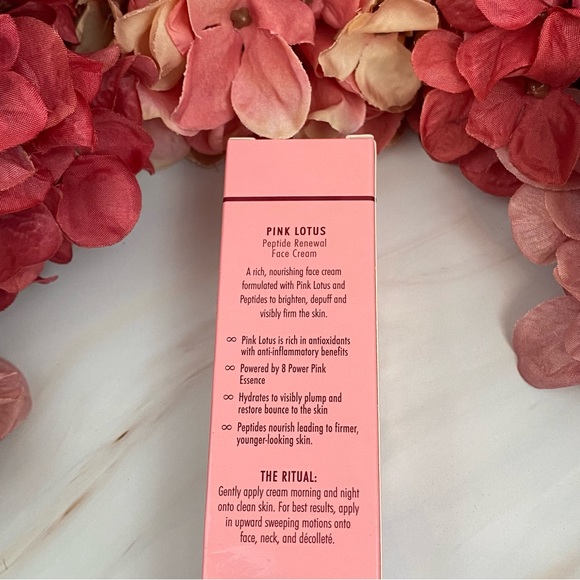 PINK LOTUS
Peptide Renewal
Face Cream
A rich, nourishing face cream
formulated with Pink Lotus and
Peptides to brighten, depuff and
visibly firm the skin.
∞ Pink Lotus is rich in antioxidants
with anti-inflammatory benefits
∞ Powered by 8 Power Pink
Essence
∞ Hydrates to visibly plump and
restore bounce to the skin
∞ Peptides nourish leading to firmer,
younger-looking skin.
THE RITUAL:
Gently apply cream morning and night
onto clean skin. For best results, apply
in upward sweeping motions onto
face, neck, and décolleté.